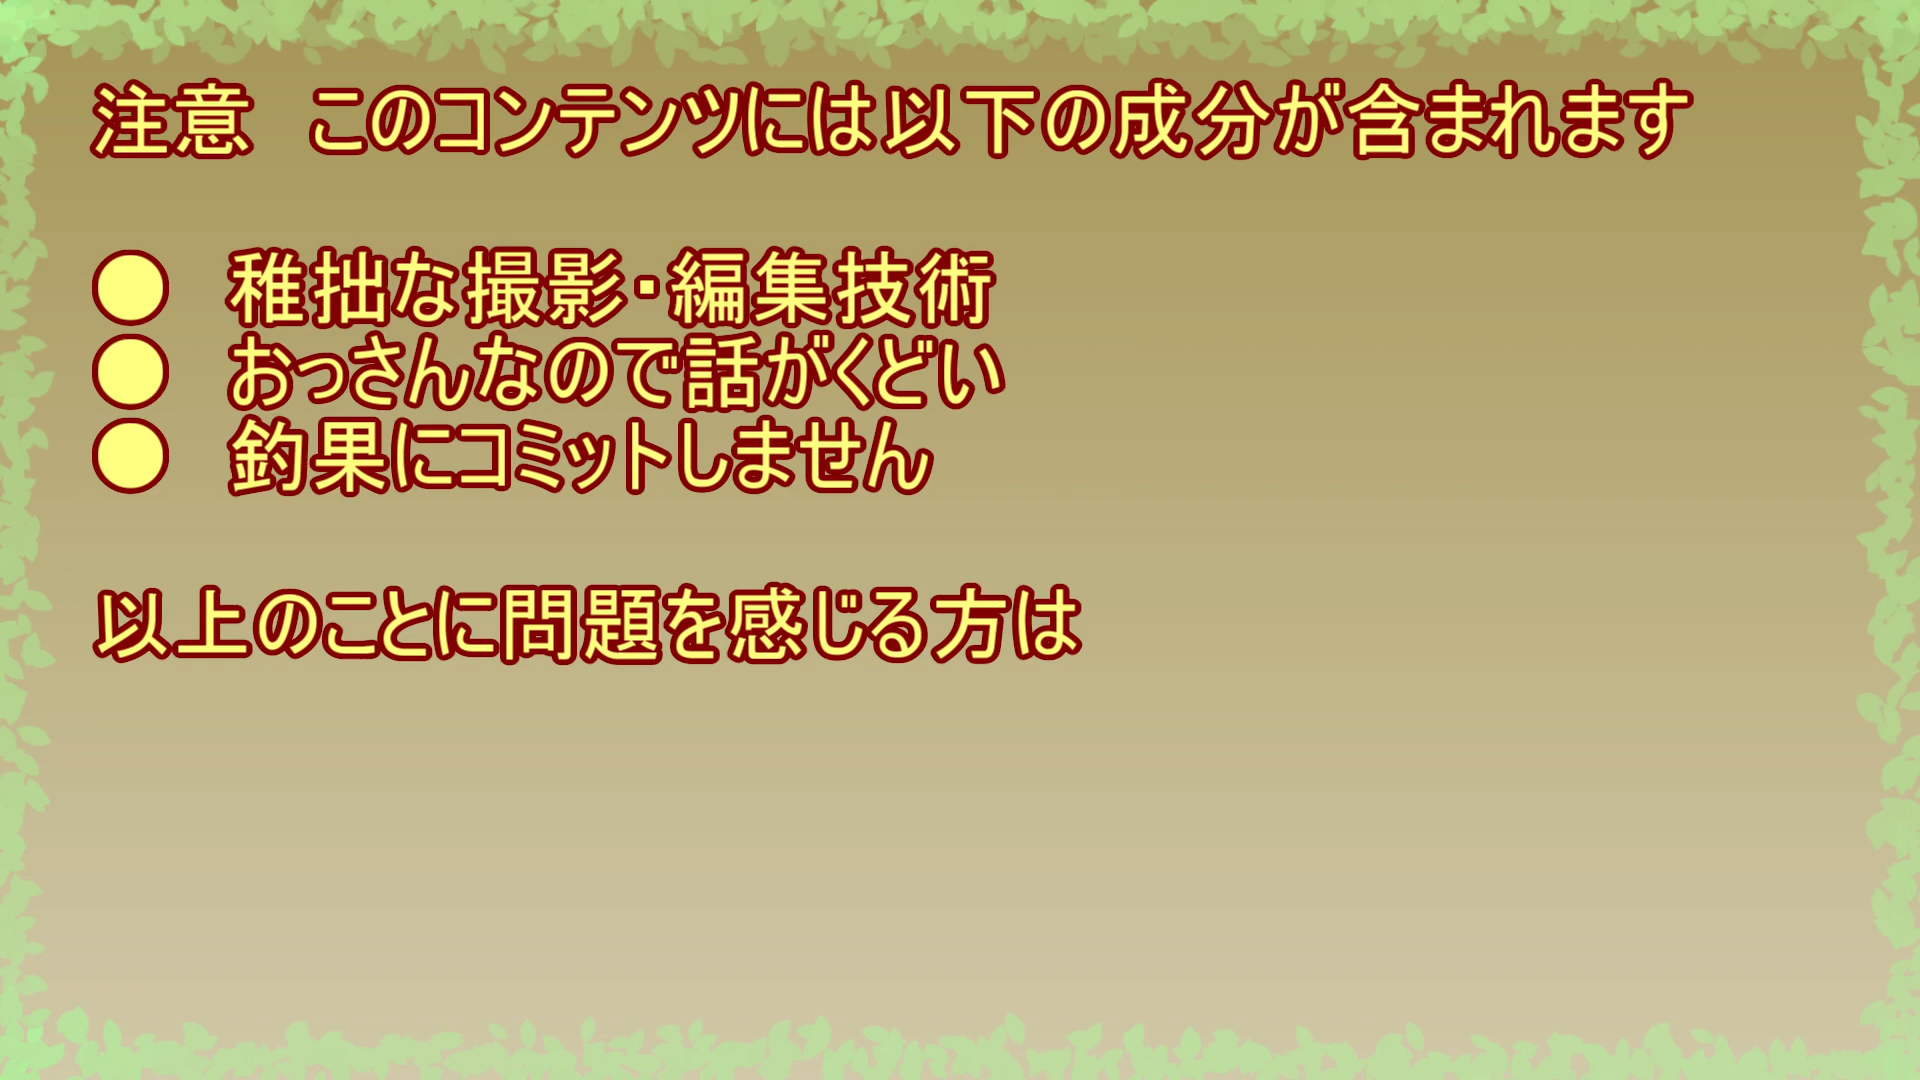 注意　このコンテンツには以下の成分が含まれます
●　稚拙な撮影・編集技術
●　おっさんなので話がくどい
●　釣果にコミットしません
以上のことに問題を感じる方は